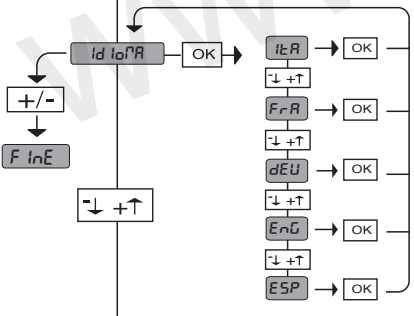 IdIoMA
OK
ItA
OK
-↓ +↑
+/-
FrA
OK
-↓ +↑
FInE
dEU
OK
-↓ +↑
-↓ +↑
EnG
OK
-↓ +↑
ESP
OK